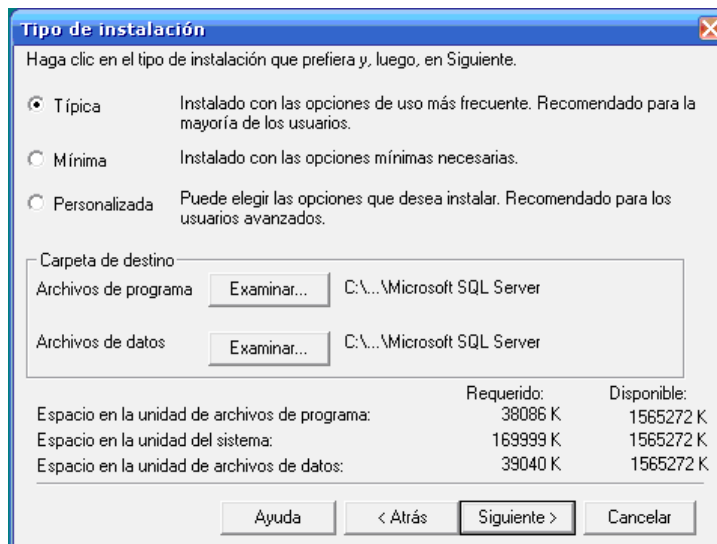 Tipo de instalación
Haga clic en el tipo de instalación que prefiera y, luego, en Siguiente.
Típica Instalado con las opciones de uso más frecuente. Recomendado para la
mayoría de los usuarios.
Mínima Instalado con las opciones mínimas necesarias.
Personalizada Puede elegir las opciones que desea instalar. Recomendado para los
usuarios avanzados.
Carpeta de destino
Archivos de programa Examinar... C:\...\Microsoft SQL Server
Archivos de datos Examinar... C:\...\Microsoft SQL Server
Requerido: Disponible:
Espacio en la unidad de archivos de programa: 38086 K 1565272 K
Espacio en la unidad del sistema: 169999 K 1565272 K
Espacio en la unidad de archivos de datos: 39040 K 1565272 K
Ayuda < Atrás Siguiente > Cancelar